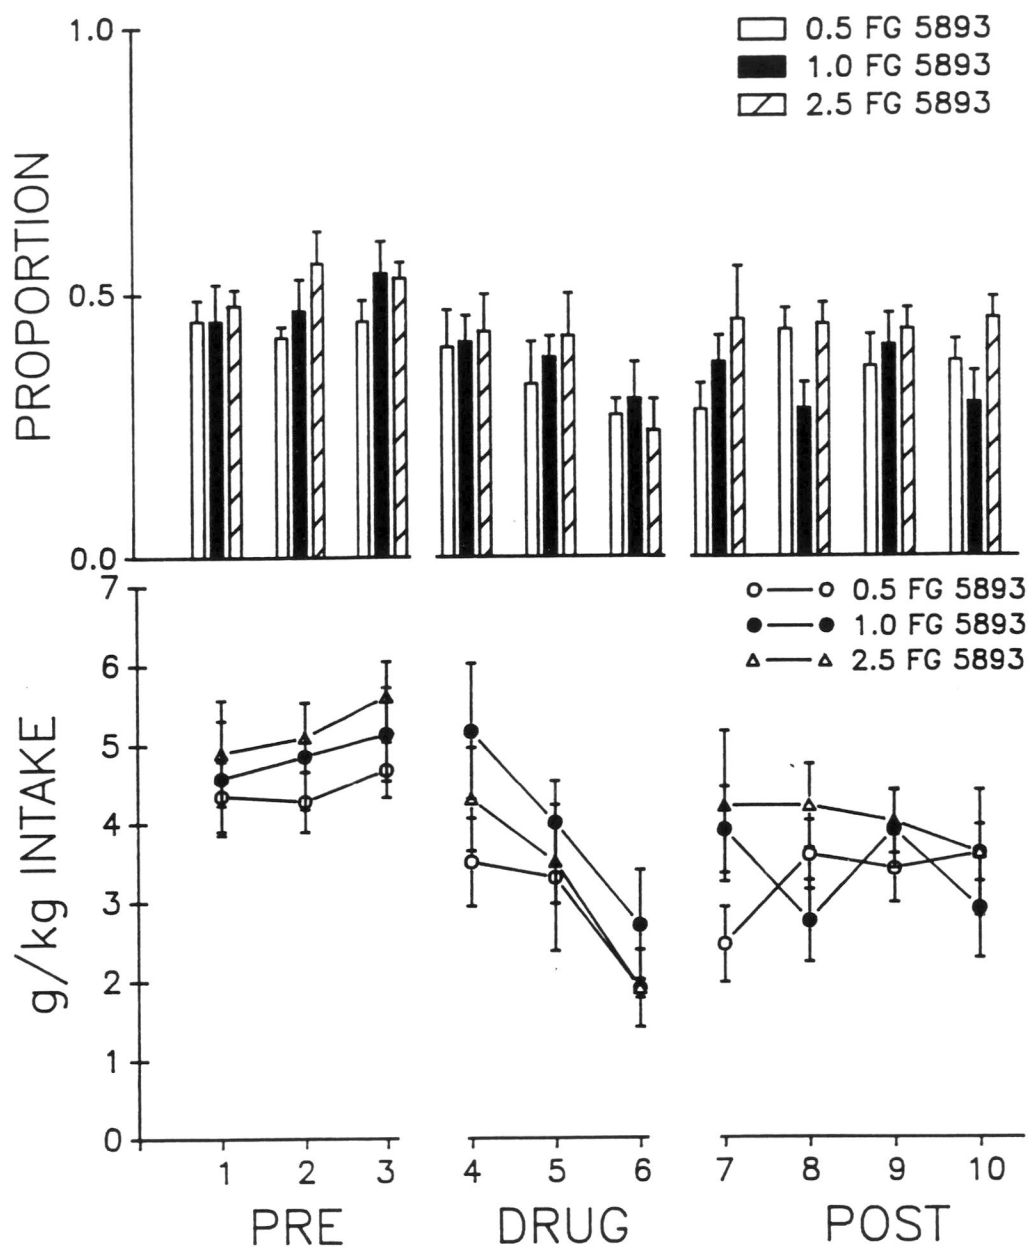 1.0
0.5 FG 5893
1.0 FG 5893
2.5 FG 5893
PROPORTION
0.5
0.0
7
0.5 FG 5893
1.0 FG 5893
2.5 FG 5893
6
5
4
3
2
1
0
g/kg INTAKE
1 2 3 4 5 6 7 8 9 10
PRE DRUG POST